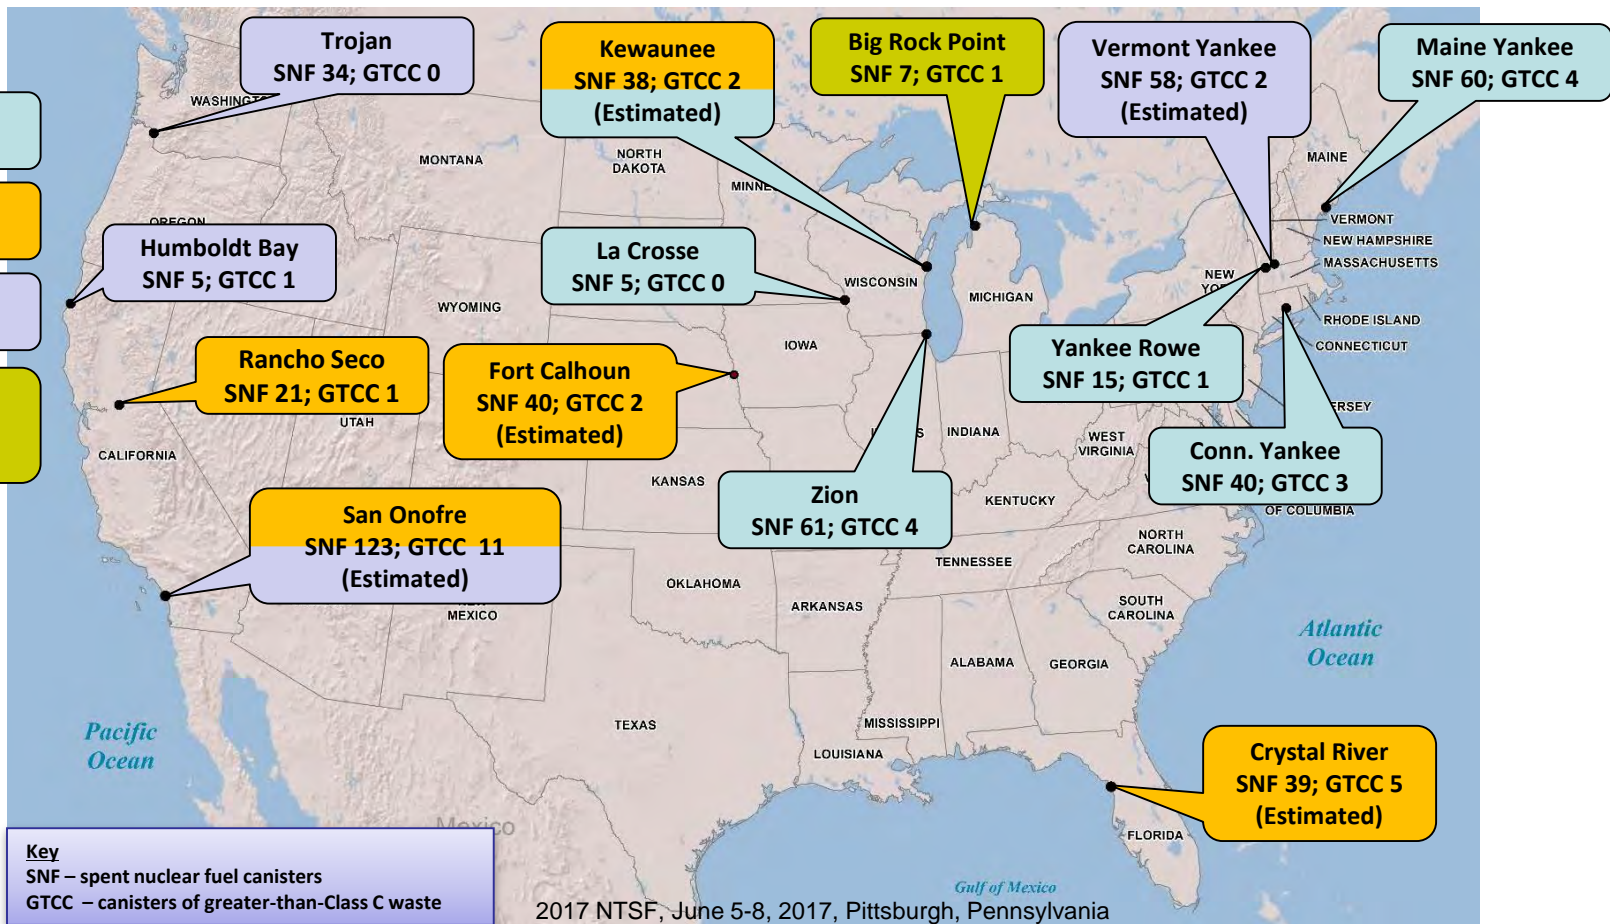 Trojan
SNF 34; GTCC 0
Kewaunee
SNF 38; GTCC 2
(Estimated)
Big Rock Point
SNF 7; GTCC 1
Vermont Yankee
SNF 58; GTCC 2
(Estimated)
Maine Yankee
SNF 60; GTCC 4
WASHINGTO
MONTANA
NORTH
DAKOTA
MINNE
MAINE
OREGON
VERMONT
NEW HAMPSHIRE
MASSACHUSETTS
Humboldt Bay
SNF 5; GTCC 1
La Crosse
SNF 5; GTCC 0
WISCONSIN
MICHIGAN
NEW
YO
WYOMING
RHODE ISLAND
CONNECTICUT
IOWA
Rancho Seco
SNF 21; GTCC 1
Fort Calhoun
SNF 40; GTCC 2
(Estimated)
Yankee Rowe
SNF 15; GTCC 1
ERSEY
UTAH
INDIANA
WEST
VIRGINIA
CALIFORNIA
KANSAS
KENTUCKY
Conn. Yankee
SNF 40; GTCC 3
OF COLUMBIA
Zion
SNF 61; GTCC 4
San Onofre
SNF 123; GTCC 11
(Estimated)
NORTH
CAROLINA
TENNESSEE
OKLAHOMA
ARKANSAS
MEXICO
SOUTH
CAROLINA
Atlantic
Ocean
ALABAMA
GEORGIA
Pacific
Ocean
TEXAS
MISSISSIPPI
LOUISIANA
Crystal River
SNF 39; GTCC 5
(Estimated)
Mexico
FLORIDA
Key
SNF – spent nuclear fuel canisters
GTCC – canisters of greater-than-Class C waste
Gulf of Mexico
2017 NTSF, June 5-8, 2017, Pittsburgh, Pennsylvania